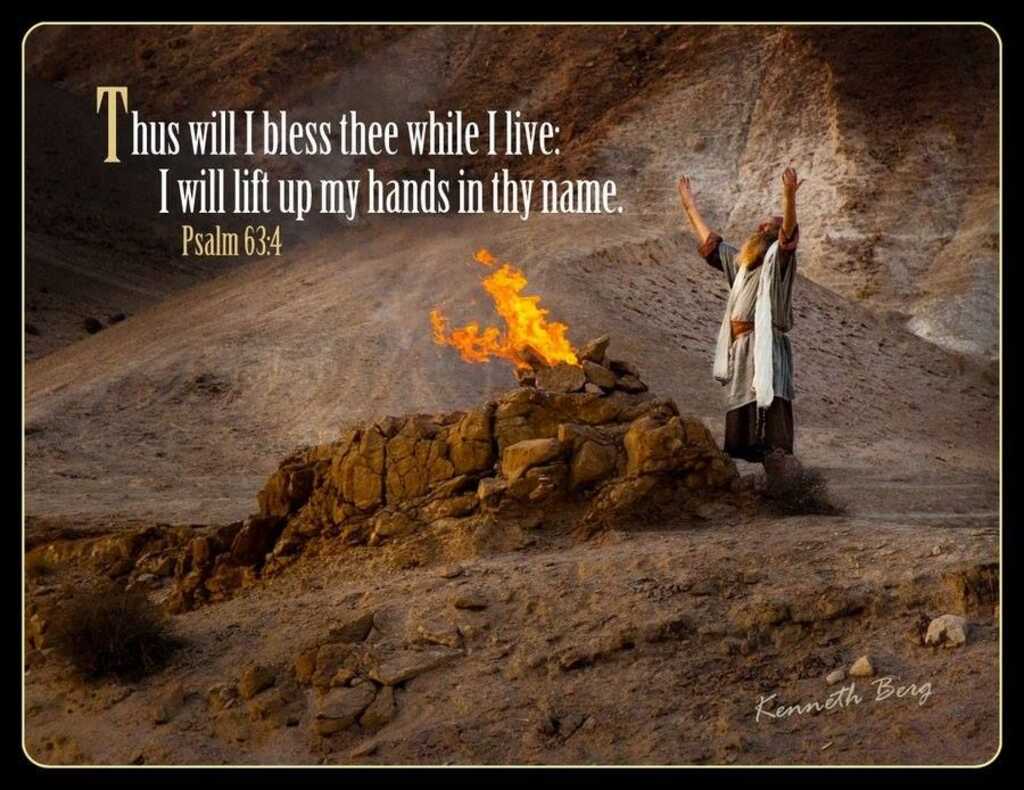 Thus will I bless thee while I live:
I will lift up my hands in thy name.
Psalm 63:4
Kenneth Berg